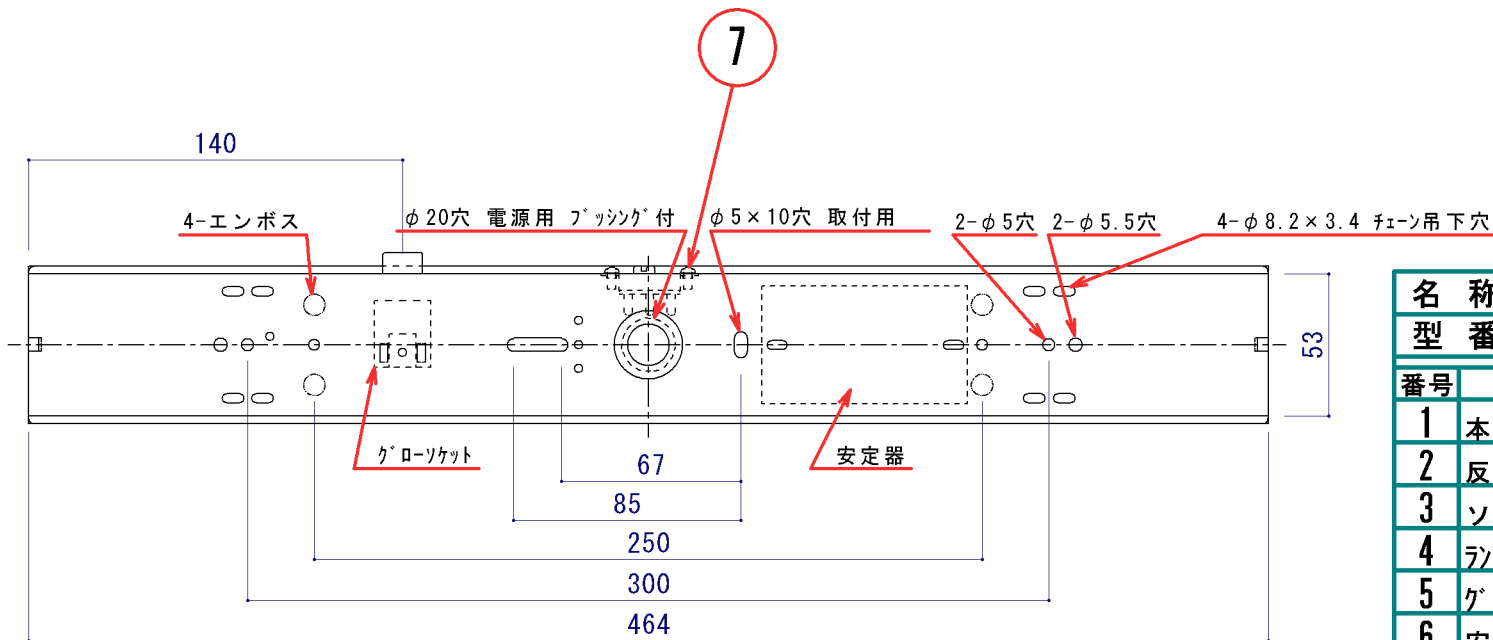 7
140
4-エンボス
φ20穴 電源用 ブッシング付
φ5×10穴 取付用
2-φ5穴
2-φ5.5穴
4-φ8.2×3.4 チェーン吊下穴
53
グローソケット
安定器
67
85
250
300
464
名 称
型 番
番号
1 本
2 反
3 ソ
4 ラン
5 グ
6 安